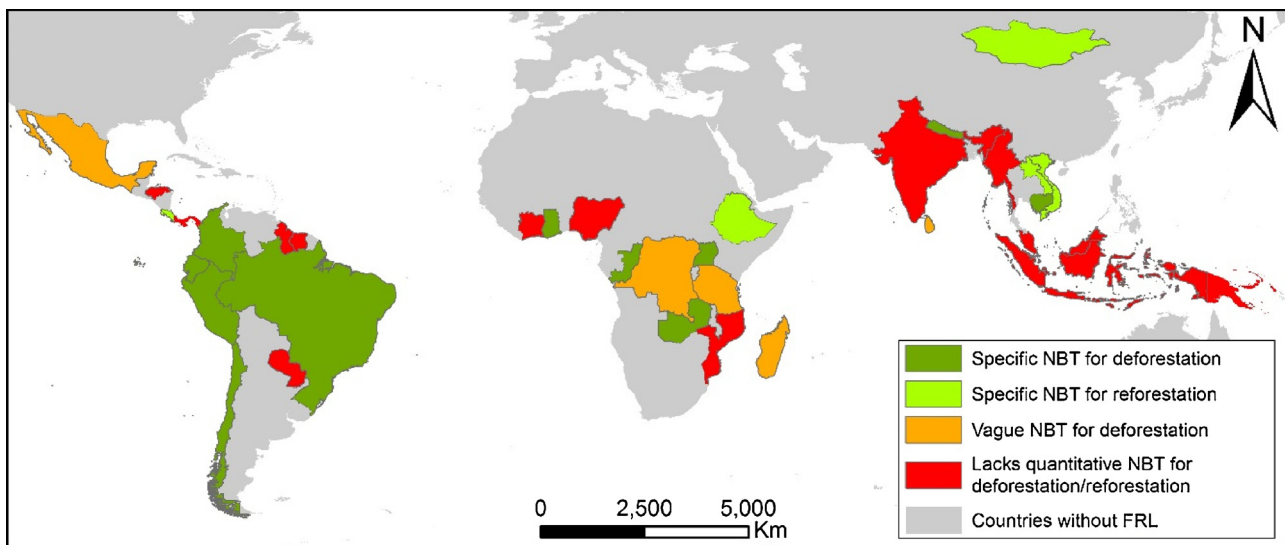 N
Specific NBT for deforestation
Specific NBT for reforestation
Vague NBT for deforestation
Lacks quantitative NBT for
deforestation/reforestation
Countries without FRL
0 2,500 5,000
Km